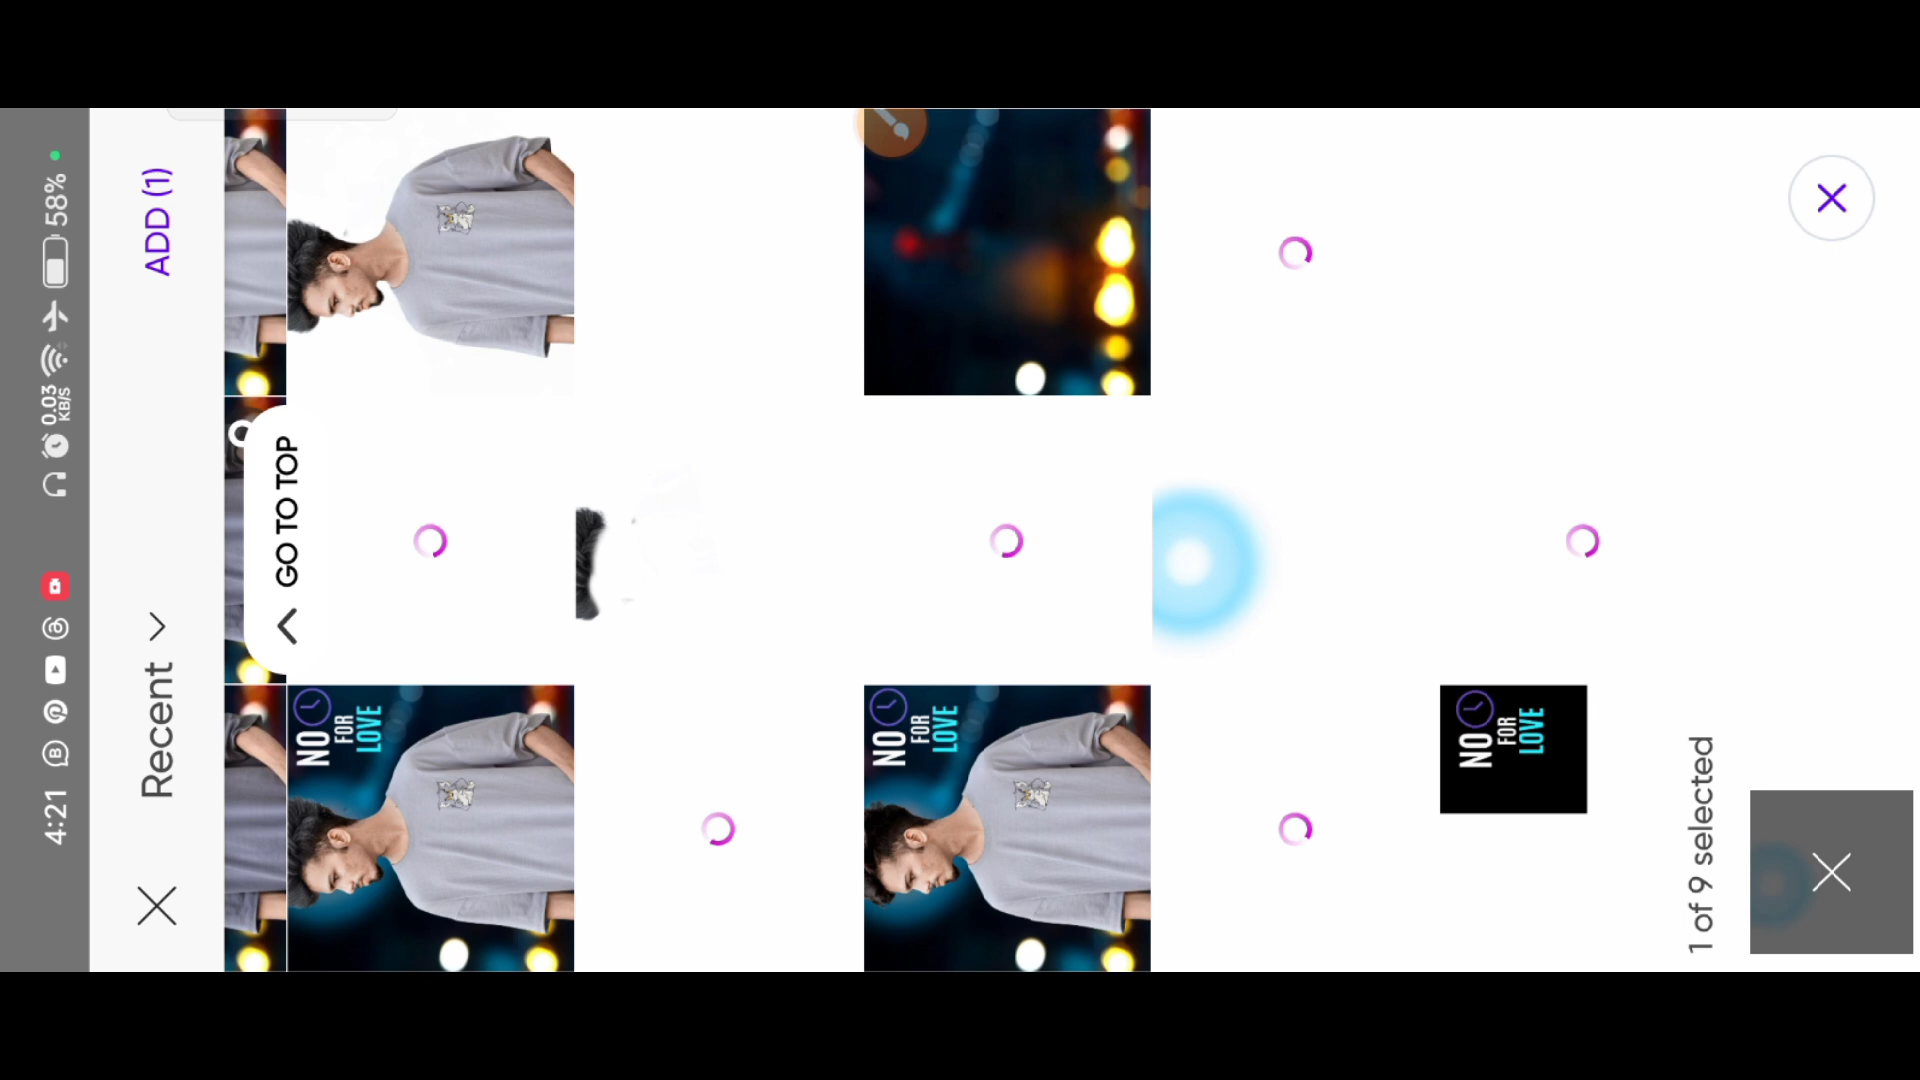 4:21
0.03
KB/S
58%
Recent
ADD (1)
GO TO TOP
NO
FOR
LOVE
NO
FOR
LOVE
NO
FOR
LOVE
1 of 9 selected